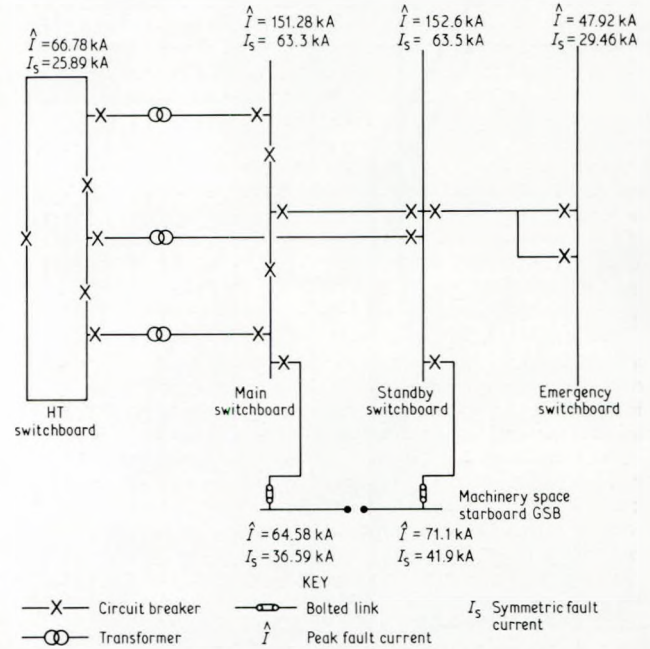 Î = 66.78 kA
Is = 25.89 kA
Î = 151.28 kA
Is = 63.3 kA
Î = 152.6 kA
Is = 63.5 kA
Î = 47.92 kA
Is = 29.46 kA
HT
switchboard
Main
switchboard
Standby
switchboard
Emergency
switchboard
Machinery space
starboard GSB
Î = 64.58 kA
Is = 36.59 kA
Î = 71.1 kA
Is = 41.9 kA
KEY
Circuit breaker
Bolted link
Is Symmetric fault
current
Transformer
Î Peak fault current